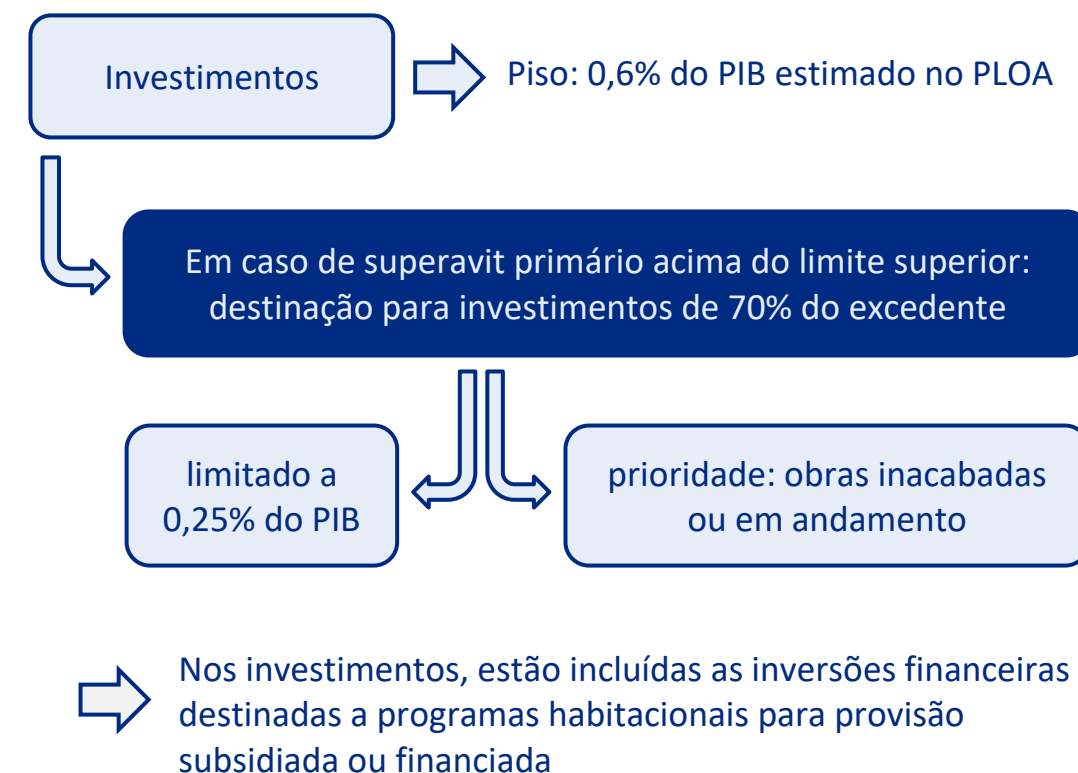 Investimentos
Piso: 0,6% do PIB estimado no PLOA
Em caso de superavit primário acima do limite superior:
destinação para investimentos de 70% do excedente
limitado a
0,25% do PIB
prioridade: obras inacabadas
ou em andamento
Nos investimentos, estão incluídas as inversões financeiras
destinadas a programas habitacionais para provisão
subsidiada ou financiada